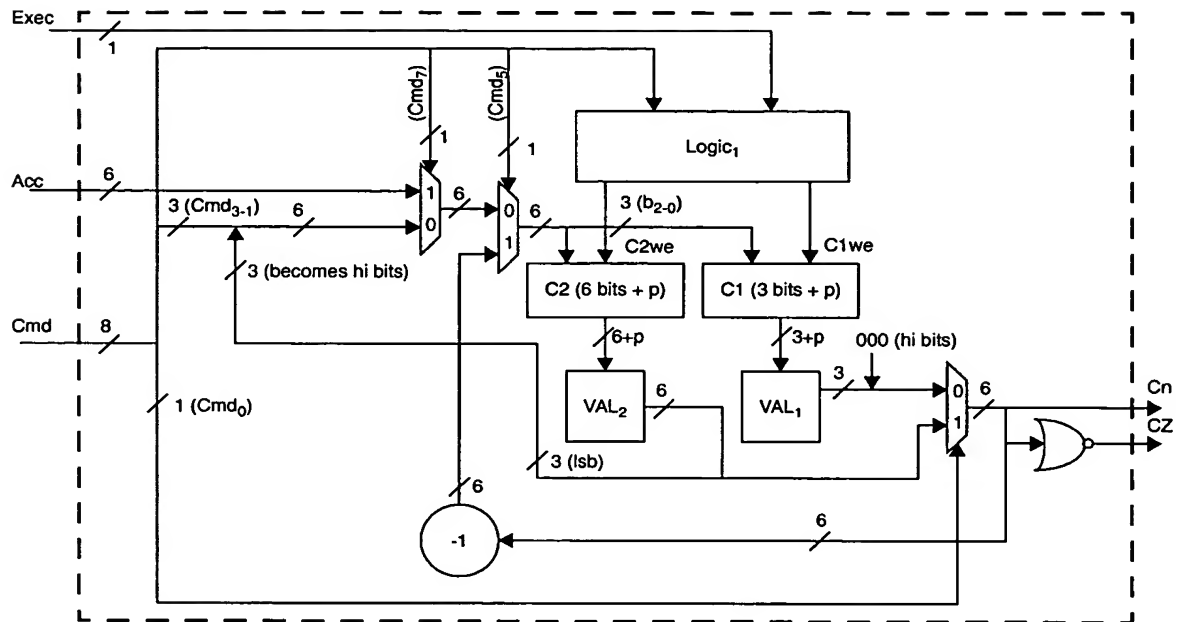 Exec
1
(Cmd7)
(Cmd5)
1
1
Logic1
Acc
6
1
0
6
0
1
6
3 (b2-0)
3 (Cmd3-1)
6
C2we
C1we
3 (becomes hi bits)
C2 (6 bits + p)
C1 (3 bits + p)
Cmd
8
6+p
3+p
000 (hi bits)
VAL2
6
VAL1
3
0
1
6
Cn
CZ
1 (Cmd0)
3 (lsb)
6
-1
6